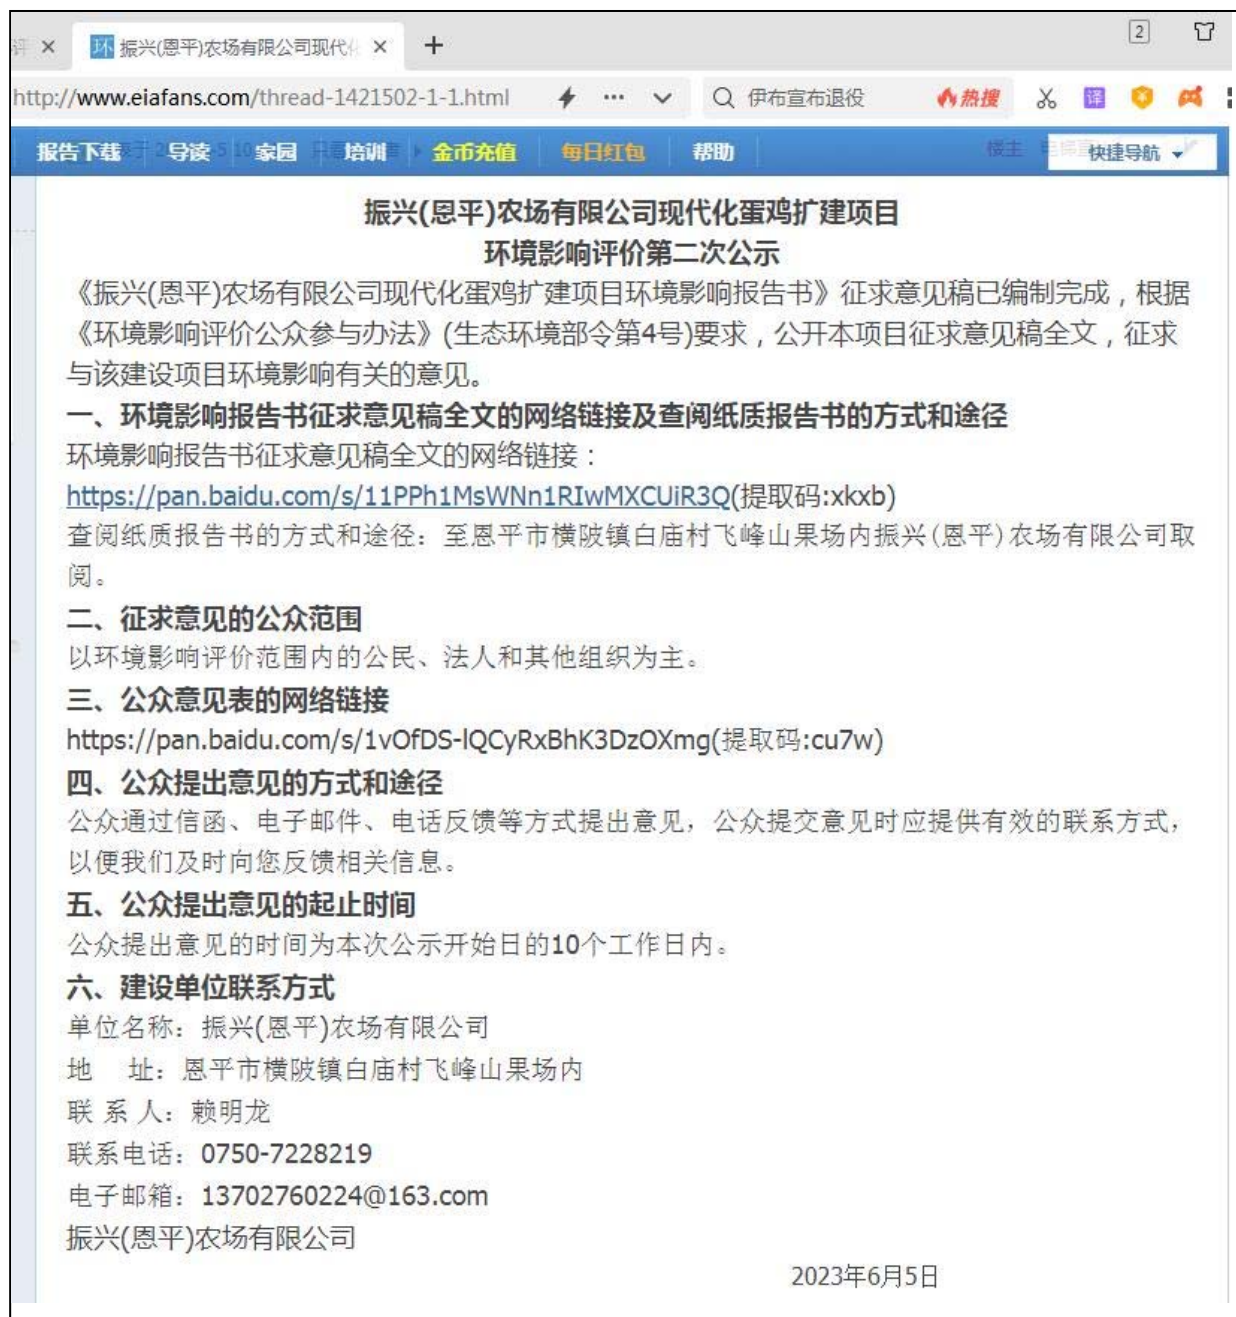 环 振兴(恩平)农场有限公司现代化
2
http://www.eiafans.com/thread-1421502-1-1.html
伊布宣布退役
热搜
译
报告下载 导读 家园 培训 金币充值 每日红包 帮助 楼主 快捷导航
振兴(恩平)农场有限公司现代化蛋鸡扩建项目
环境影响评价第二次公示
《振兴(恩平)农场有限公司现代化蛋鸡扩建项目环境影响报告书》征求意见稿已编制完成，根据
《环境影响评价公众参与办法》(生态环境部令第4号)要求，公开本项目征求意见稿全文，征求
与该建设项目环境影响有关的意见。
一、环境影响报告书征求意见稿全文的网络链接及查阅纸质报告书的方式和途径
环境影响报告书征求意见稿全文的网络链接：
https://pan.baidu.com/s/11PPh1MsWNn1RIwMXCUiR3Q(提取码:xkxb)
查阅纸质报告书的方式和途径：至恩平市横陂镇白庙村飞峰山果场内振兴(恩平)农场有限公司取
阅。
二、征求意见的公众范围
以环境影响评价范围内的公民、法人和其他组织为主。
三、公众意见表的网络链接
https://pan.baidu.com/s/1vOfDS-lQCyRxBhK3DzOXmg(提取码:cu7w)
四、公众提出意见的方式和途径
公众通过信函、电子邮件、电话反馈等方式提出意见，公众提交意见时应提供有效的联系方式，
以便我们及时向您反馈相关信息。
五、公众提出意见的起止时间
公众提出意见的时间为本次公示开始日的10个工作日内。
六、建设单位联系方式
单位名称：振兴(恩平)农场有限公司
地 址：恩平市横陂镇白庙村飞峰山果场内
联 系 人：赖明龙
联系电话：0750-7228219
电子邮箱：13702760224@163.com
振兴(恩平)农场有限公司
2023年6月5日